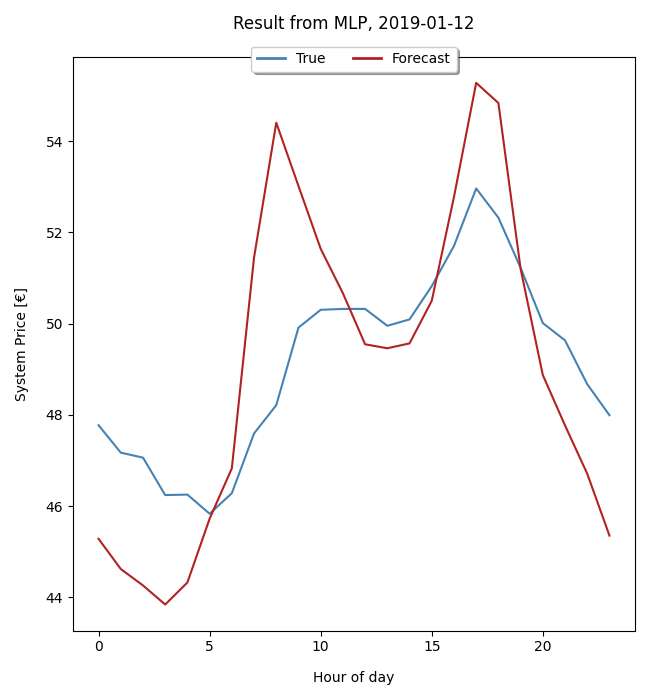 Result from MLP, 2019-01-12
True Forecast
System Price [€]
54
52
50
48
46
44
0 5 10 15 20
Hour of day